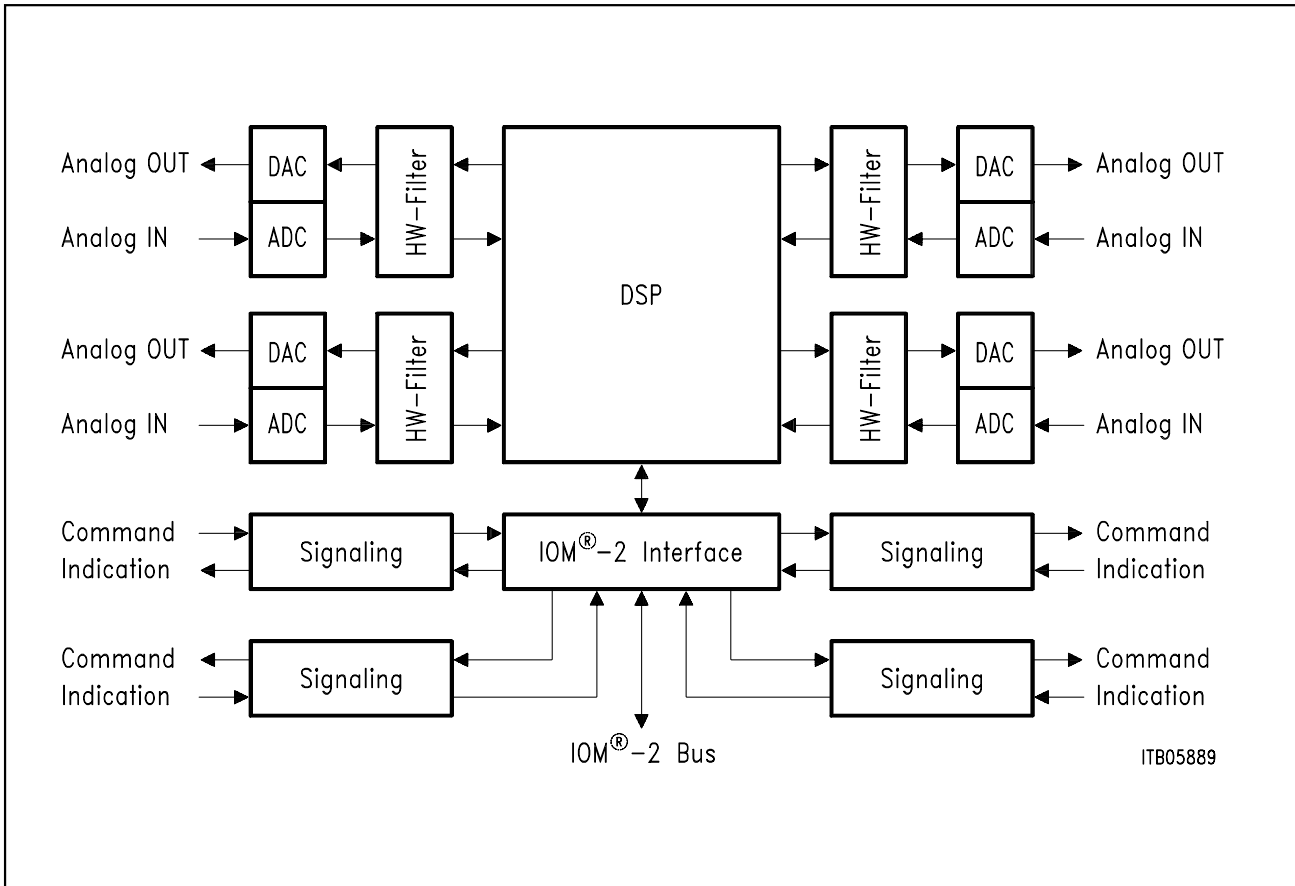 Analog OUT
DAC
HW-Filter
DAC
Analog OUT
Analog IN
ADC
HW-Filter
ADC
Analog IN
DSP
Analog OUT
DAC
HW-Filter
DAC
Analog OUT
Analog IN
ADC
HW-Filter
ADC
Analog IN
Command
Indication
Signaling
IOM®-2 Interface
Signaling
Command
Indication
Command
Indication
Signaling
Signaling
Command
Indication
IOM®-2 Bus
ITB05889